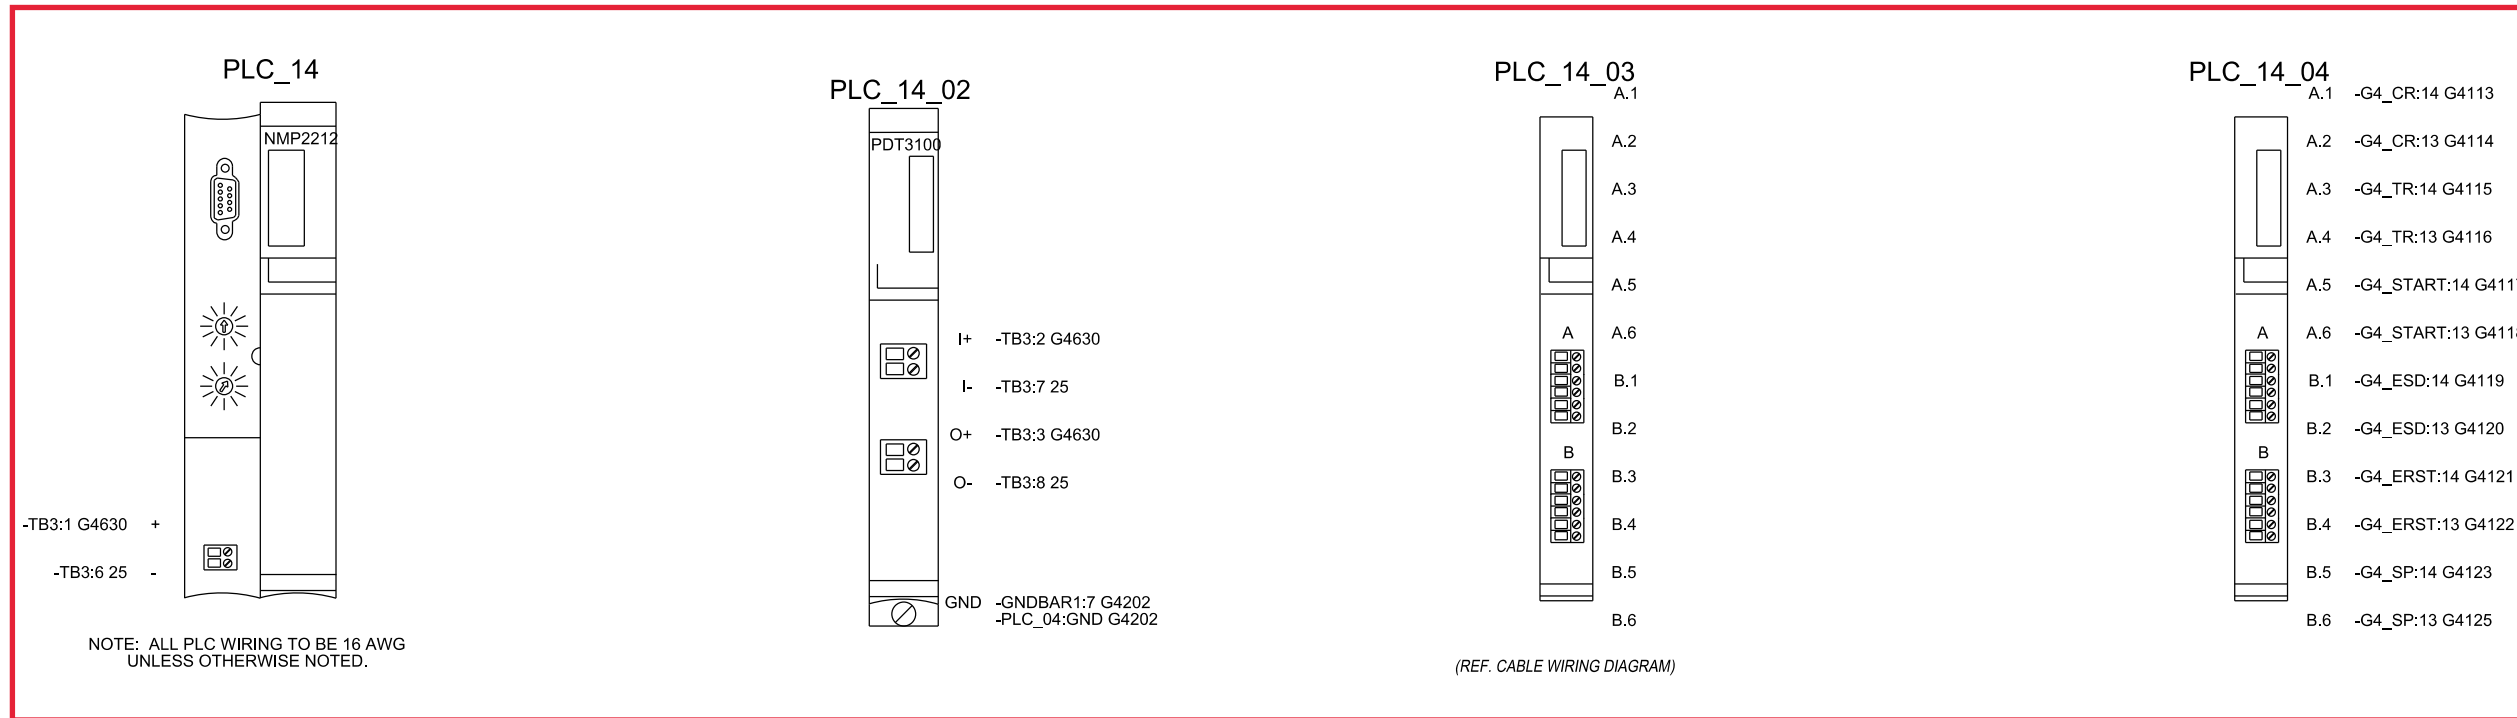 PLC_14
NMP2212
-TB3:1 G4630 +
-TB3:6 25 -
NOTE: ALL PLC WIRING TO BE 16 AWG
UNLESS OTHERWISE NOTED.
PLC_14_02
PDT3100
I+ -TB3:2 G4630
I- -TB3:7 25
O+ -TB3:3 G4630
O- -TB3:8 25
GND -GNDBAR1:7 G4202
-PLC_04:GND G4202
PLC_14_03
A.1
A.2
A.3
A.4
A.5
A A.6
B.1
B.2
B
B.3
B.4
B.5
B.6
(REF. CABLE WIRING DIAGRAM)
PLC_14_04
A.1 -G4_CR:14 G4113
A.2 -G4_CR:13 G4114
A.3 -G4_TR:14 G4115
A.4 -G4_TR:13 G4116
A.5 -G4_START:14
A A.6 -G4_START:13
B.1 -G4_ESD:14 G4119
B.2 -G4_ESD:13 G4120
B
B.3 -G4_ERST:14 G4121
B.4 -G4_ERST:13 G4122
B.5 -G4_SP:14 G4123
B.6 -G4_SP:13 G4125